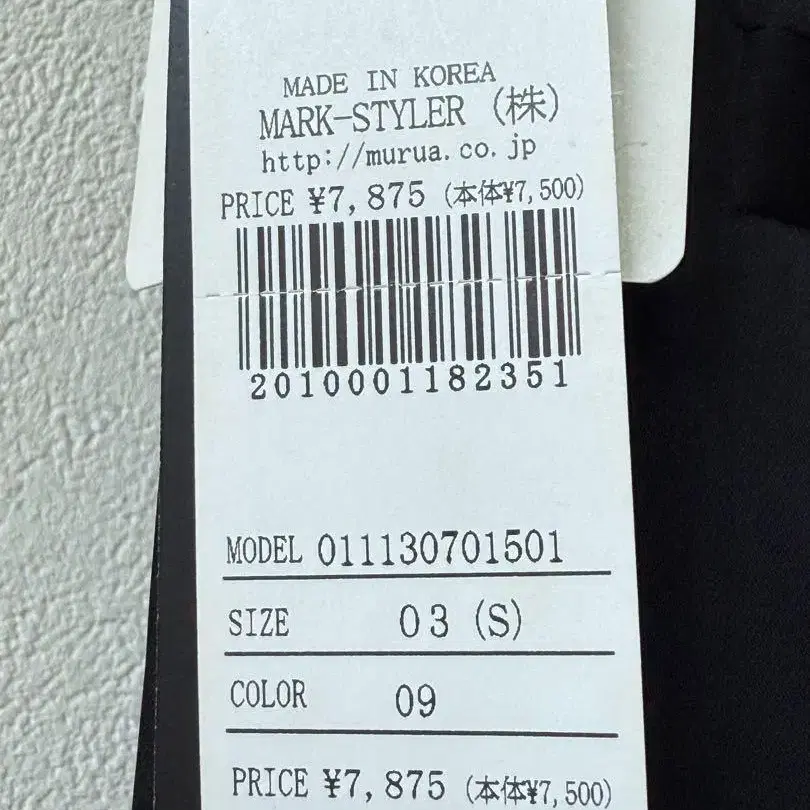 MADE IN KOREA
MARK-STYLER (株)
http://murua.co.jp
PRICE ¥7,875 (本体¥7,500)
2010001182351
MODEL 011130701501
SIZE 03 (S)
COLOR 09
PRICE ¥7,875 (本体¥7,500)